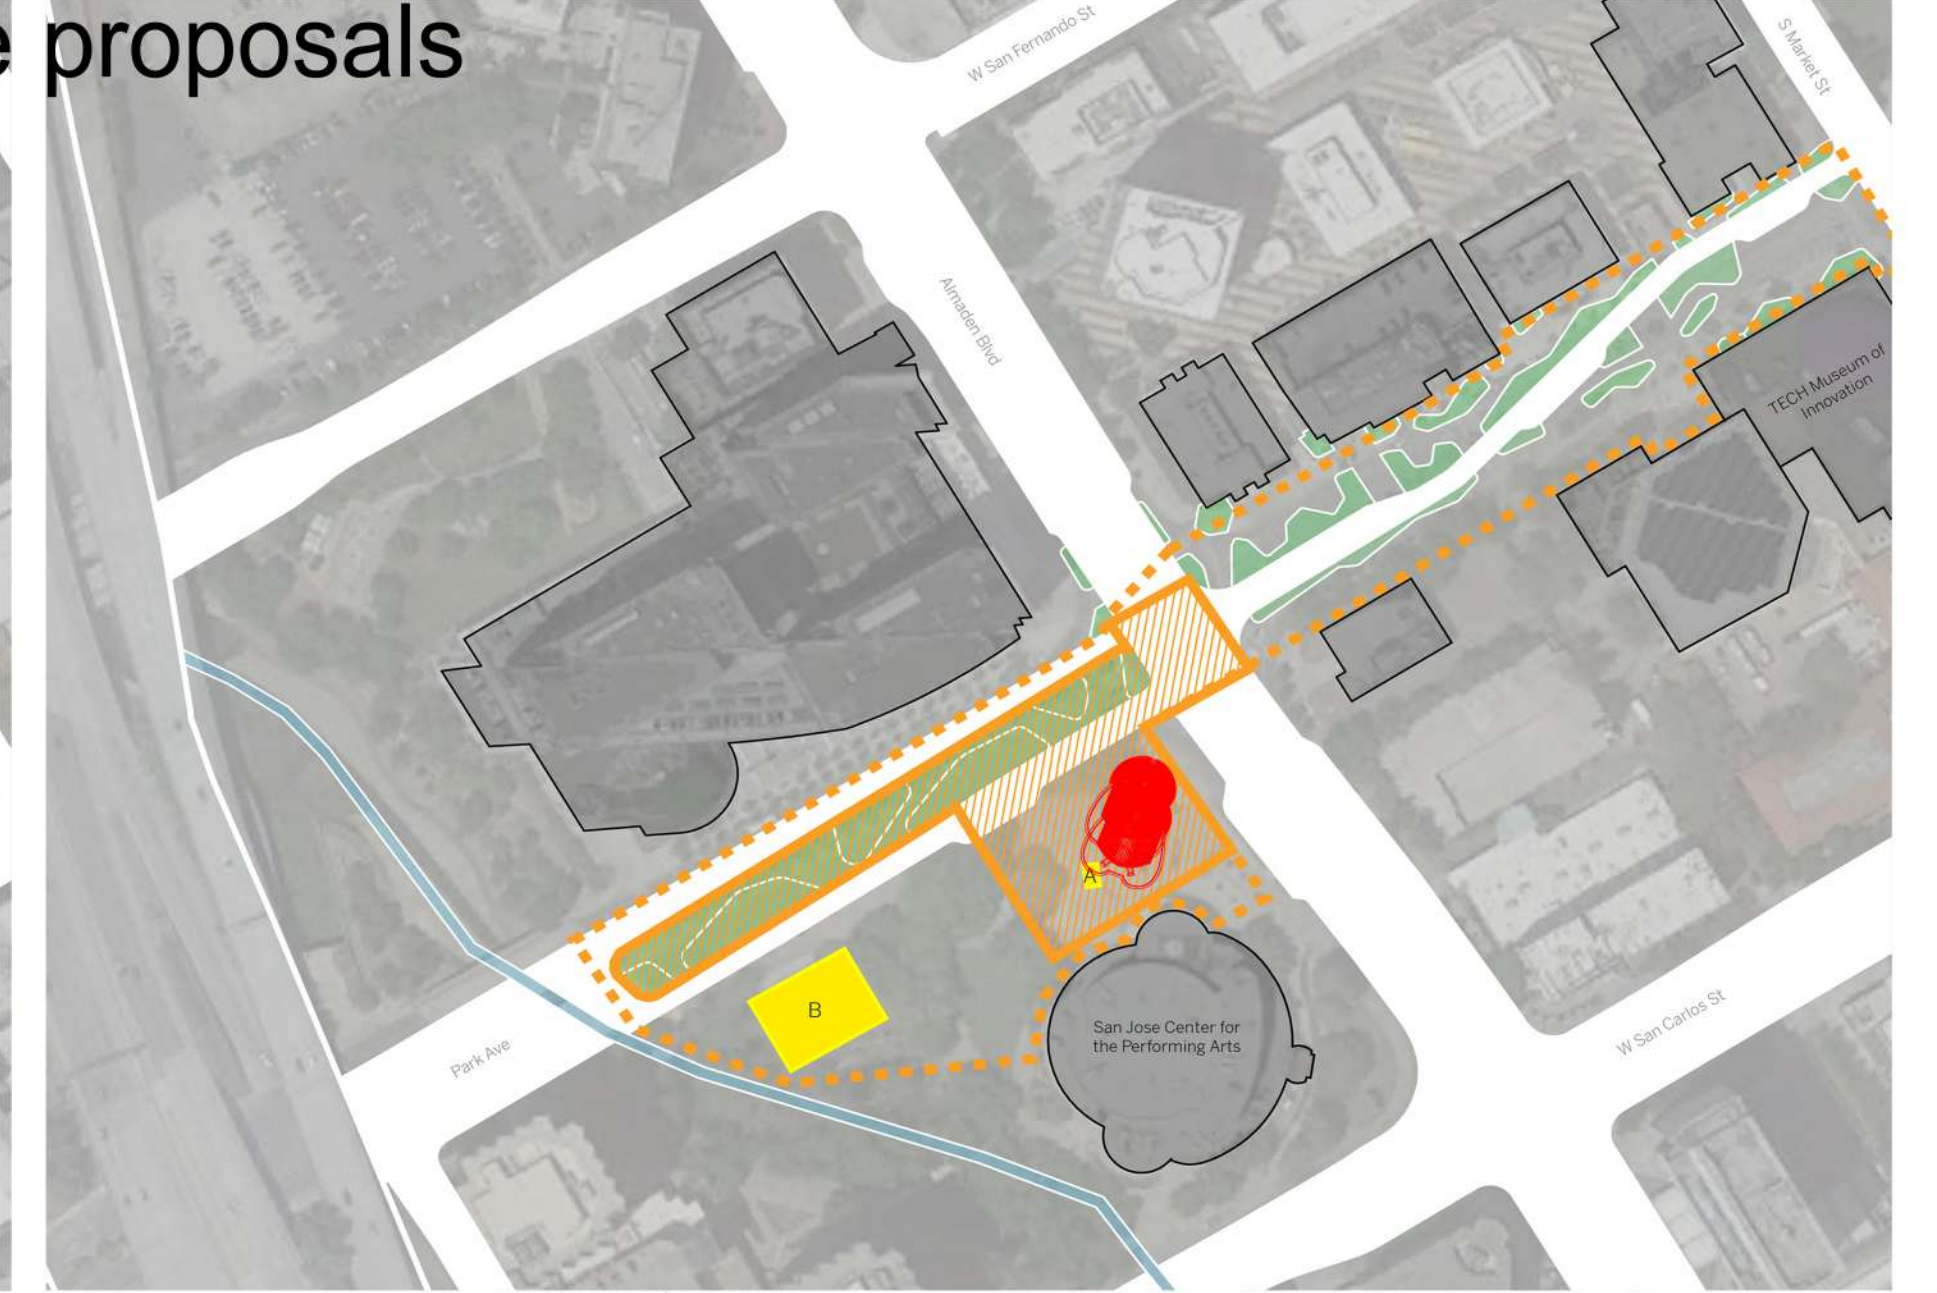 e proposals
W San Fernando St
S Market St
Almaden Blvd
TECH Museum of
Innovation
A
B
San Jose Center for
the Performing Arts
Park Ave
W San Carlos St